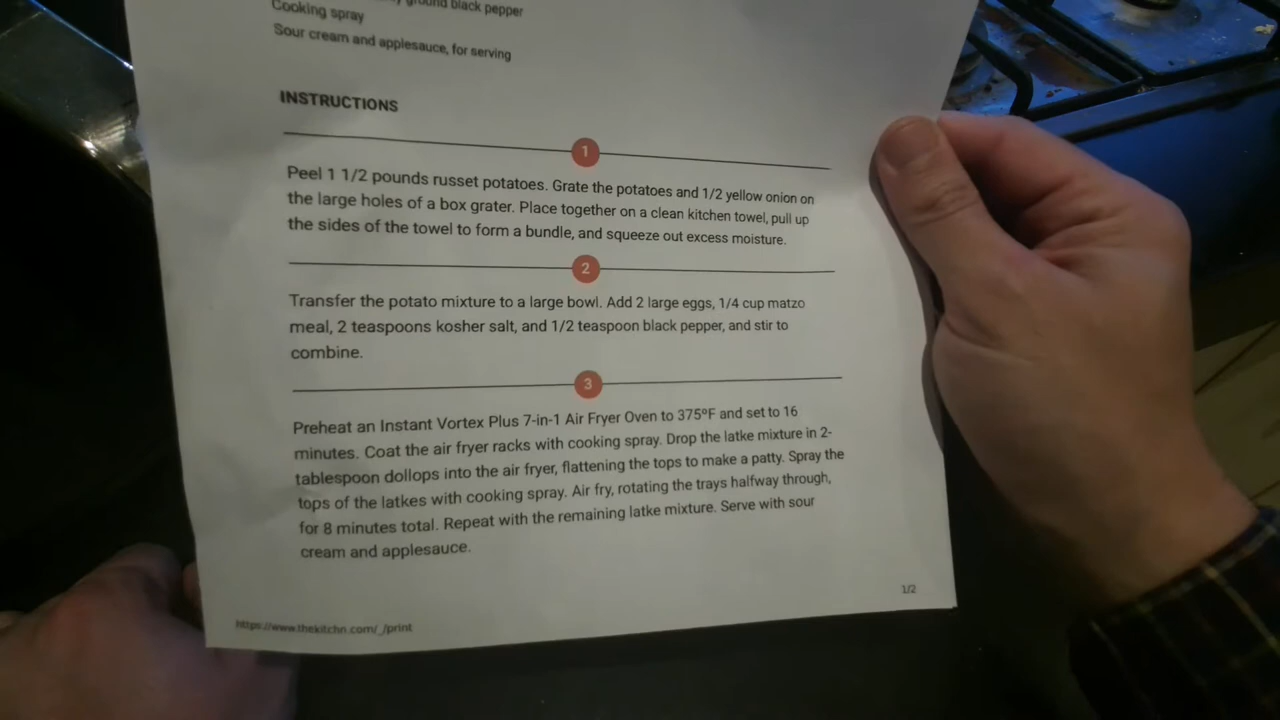 ground black pepper
Cooking spray
Sour cream and applesauce, for serving
INSTRUCTIONS
1
Peel 1 1/2 pounds russet potatoes. Grate the potatoes and 1/2 yellow onion on
the large holes of a box grater. Place together on a clean kitchen towel, pull up
the sides of the towel to form a bundle, and squeeze out excess moisture.
2
Transfer the potato mixture to a large bowl. Add 2 large eggs, 1/4 cup matzo
meal, 2 teaspoons kosher salt, and 1/2 teaspoon black pepper, and stir to
combine.
3
Preheat an Instant Vortex Plus 7-in-1 Air Fryer Oven to 375ºF and set to 16
minutes. Coat the air fryer racks with cooking spray. Drop the latke mixture in 2-
tablespoon dollops into the air fryer, flattening the tops to make a patty. Spray the
tops of the latkes with cooking spray. Air fry, rotating the trays halfway through,
for 8 minutes total. Repeat with the remaining latke mixture. Serve with sour
cream and applesauce.
1/2
https://www.thekitchn.com/_/print